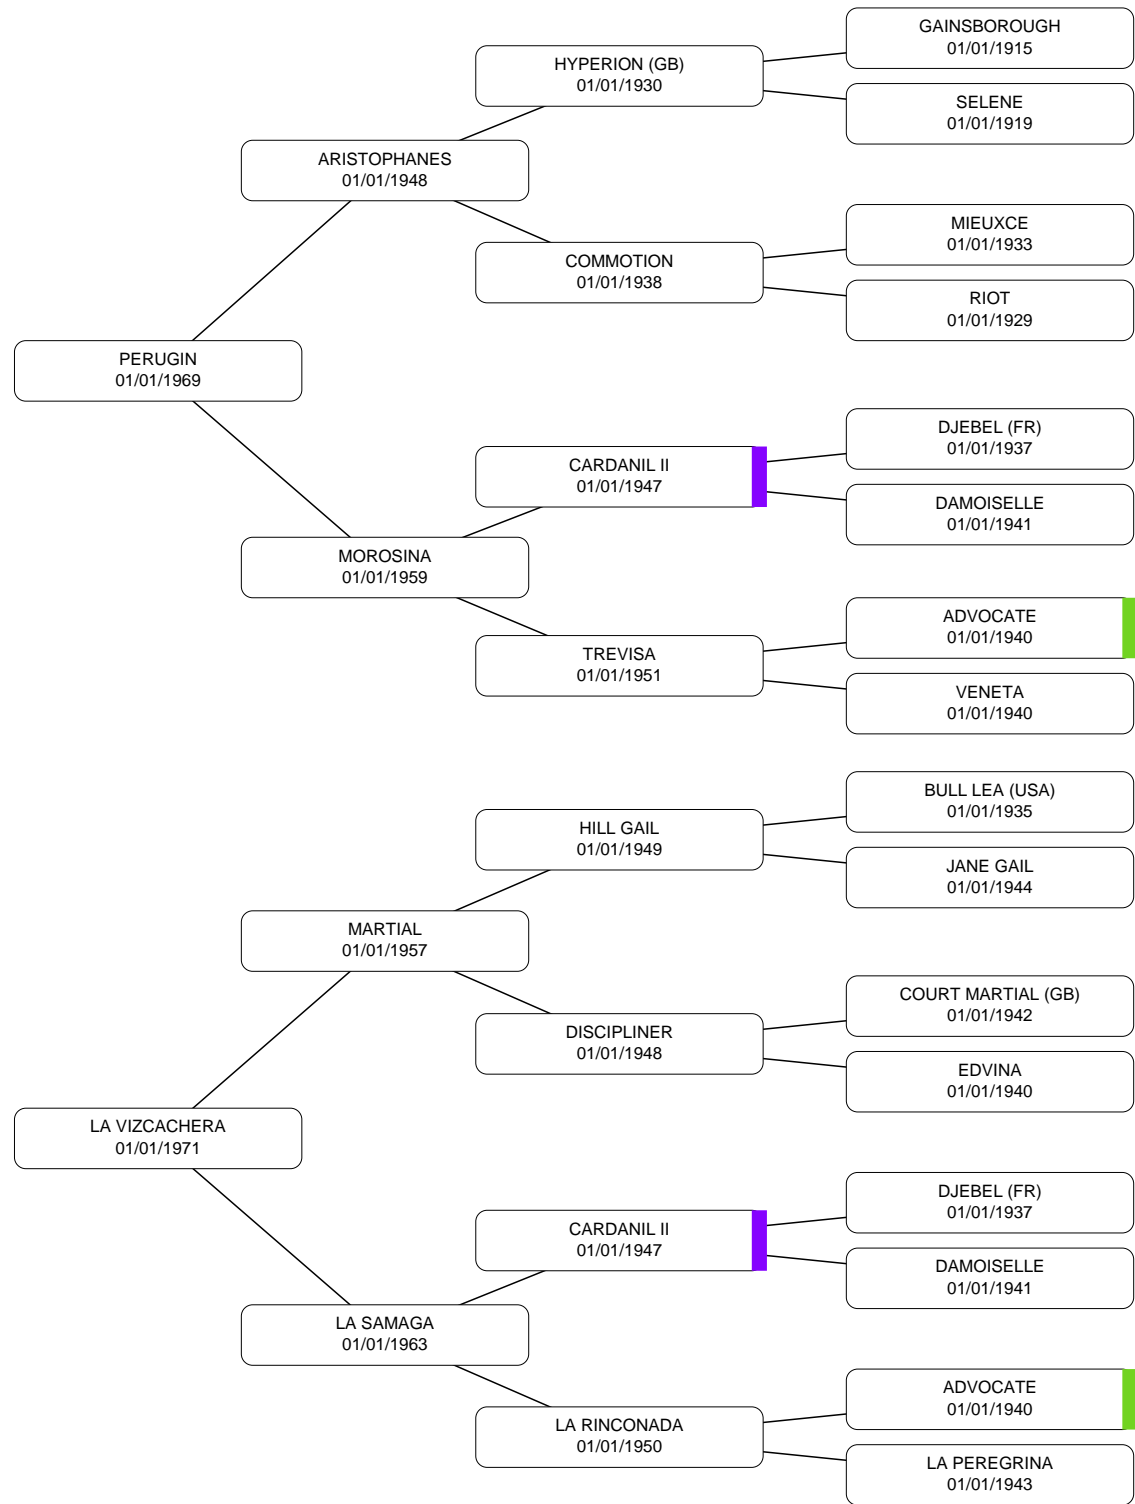 GAINSBOROUGH
01/01/1915
HYPERION (GB)
01/01/1930
SELENE
01/01/1919
ARISTOPHANES
01/01/1948
MIEUXCE
01/01/1933
COMMOTION
01/01/1938
RIOT
01/01/1929
PERUGIN
01/01/1969
DJEBEL (FR)
01/01/1937
CARDANIL II
01/01/1947
DAMOISELLE
01/01/1941
MOROSINA
01/01/1959
ADVOCATE
01/01/1940
TREVISA
01/01/1951
VENETA
01/01/1940
BULL LEA (USA)
01/01/1935
HILL GAIL
01/01/1949
JANE GAIL
01/01/1944
MARTIAL
01/01/1957
COURT MARTIAL (GB)
01/01/1942
DISCIPLINER
01/01/1948
EDVINA
01/01/1940
LA VIZCACHERA
01/01/1971
DJEBEL (FR)
01/01/1937
CARDANIL II
01/01/1947
DAMOISELLE
01/01/1941
LA SAMAGA
01/01/1963
ADVOCATE
01/01/1940
LA RINCONADA
01/01/1950
LA PEREGRINA
01/01/1943